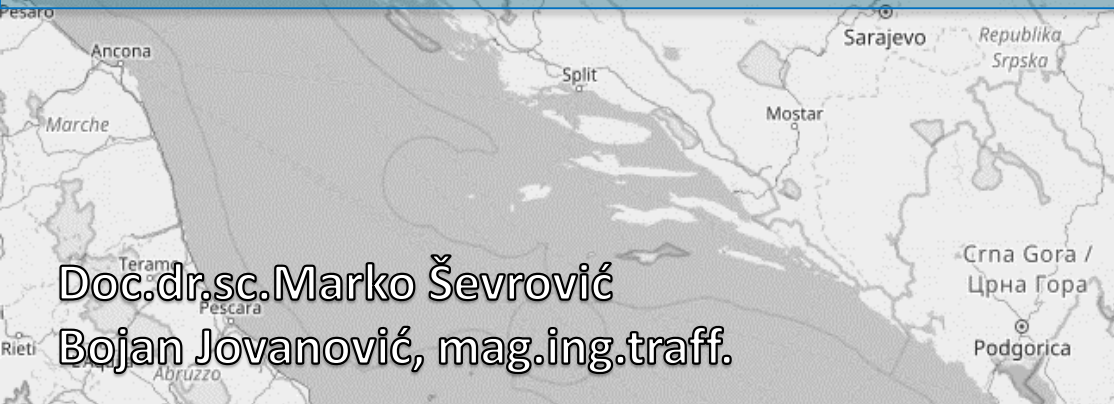 Pesaro
Ancona
Marche
Split
Sarajevo
Republika
Srpska
Mostar
Teramo
Crna Gora /
Црна Гора
Doc.dr.sc.Marko Ševrović
Pescara
Rieti
Bojan Jovanović, mag.ing.traff.
Abruzzo
Podgorica